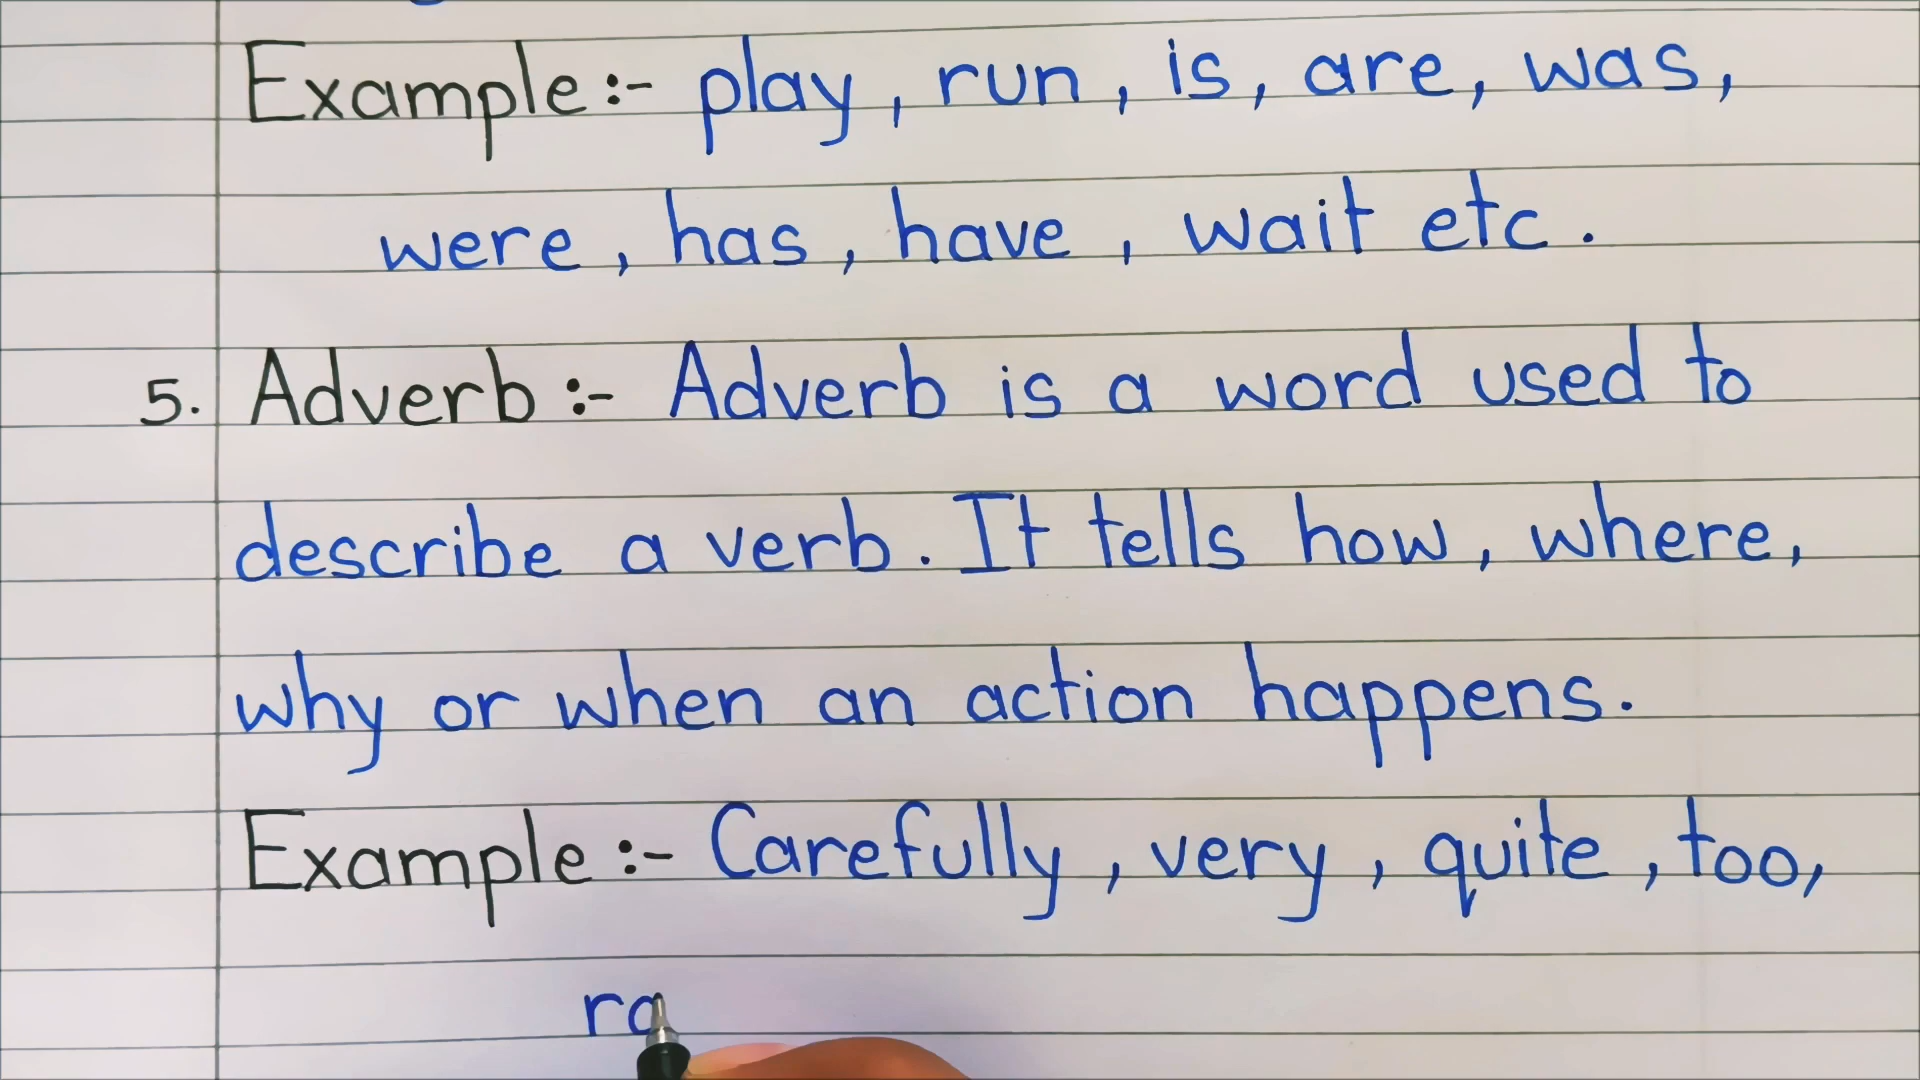 Example:- play, run, is, are, was,
were, has, have, wait etc.
5. Adverb:- Adverb is a word used to
describe a verb. It tells how, where,
why or when an action happens.
Example:- Carefully, very, quite, too,